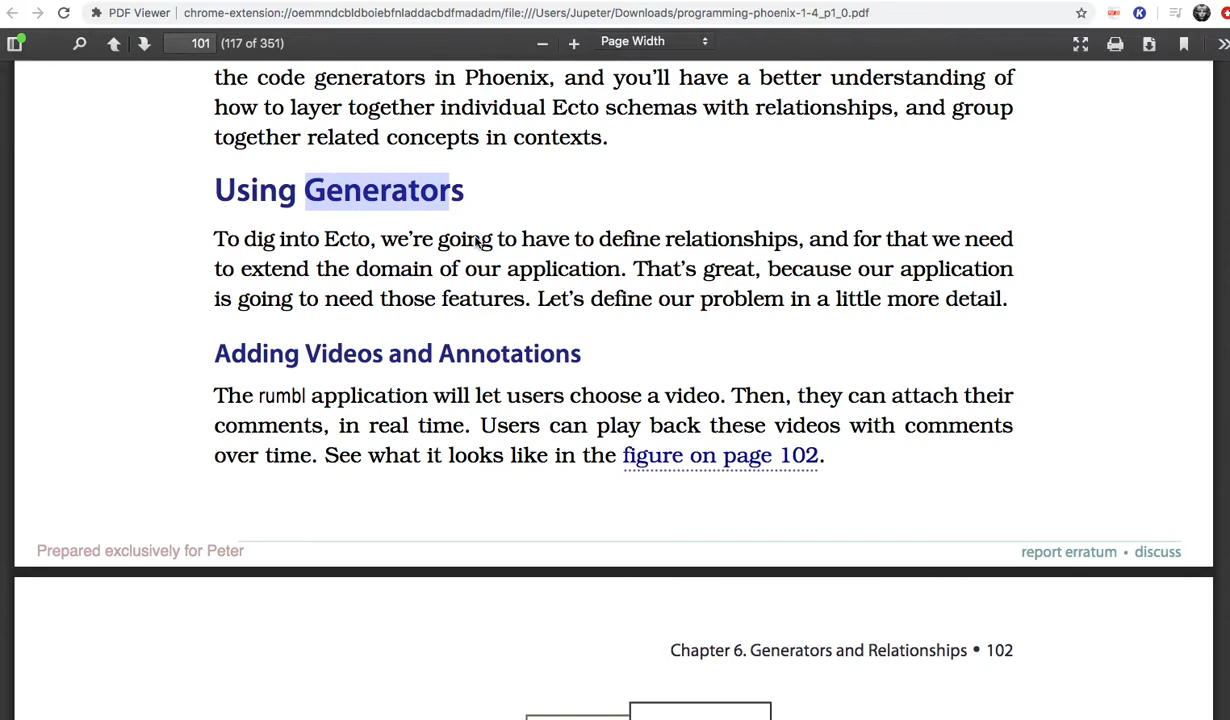 PDF Viewer
chrome-extension://oemmndcbldboiebfnladdacbdfmadadm/file:///Users/Jupeter/Downloads/programming-phoenix-1-4_p1_0.pdf
101 (117 of 351)
Page Width
the code generators in Phoenix, and you’ll have a better understanding of
how to layer together individual Ecto schemas with relationships, and group
together related concepts in contexts.
Using Generators
To dig into Ecto, we’re going to have to define relationships, and for that we need
to extend the domain of our application. That’s great, because our application
is going to need those features. Let’s define our problem in a little more detail.
Adding Videos and Annotations
The rumbl application will let users choose a video. Then, they can attach their
comments, in real time. Users can play back these videos with comments
over time. See what it looks like in the figure on page 102.
Prepared exclusively for Peter
report erratum • discuss
Chapter 6. Generators and Relationships • 102